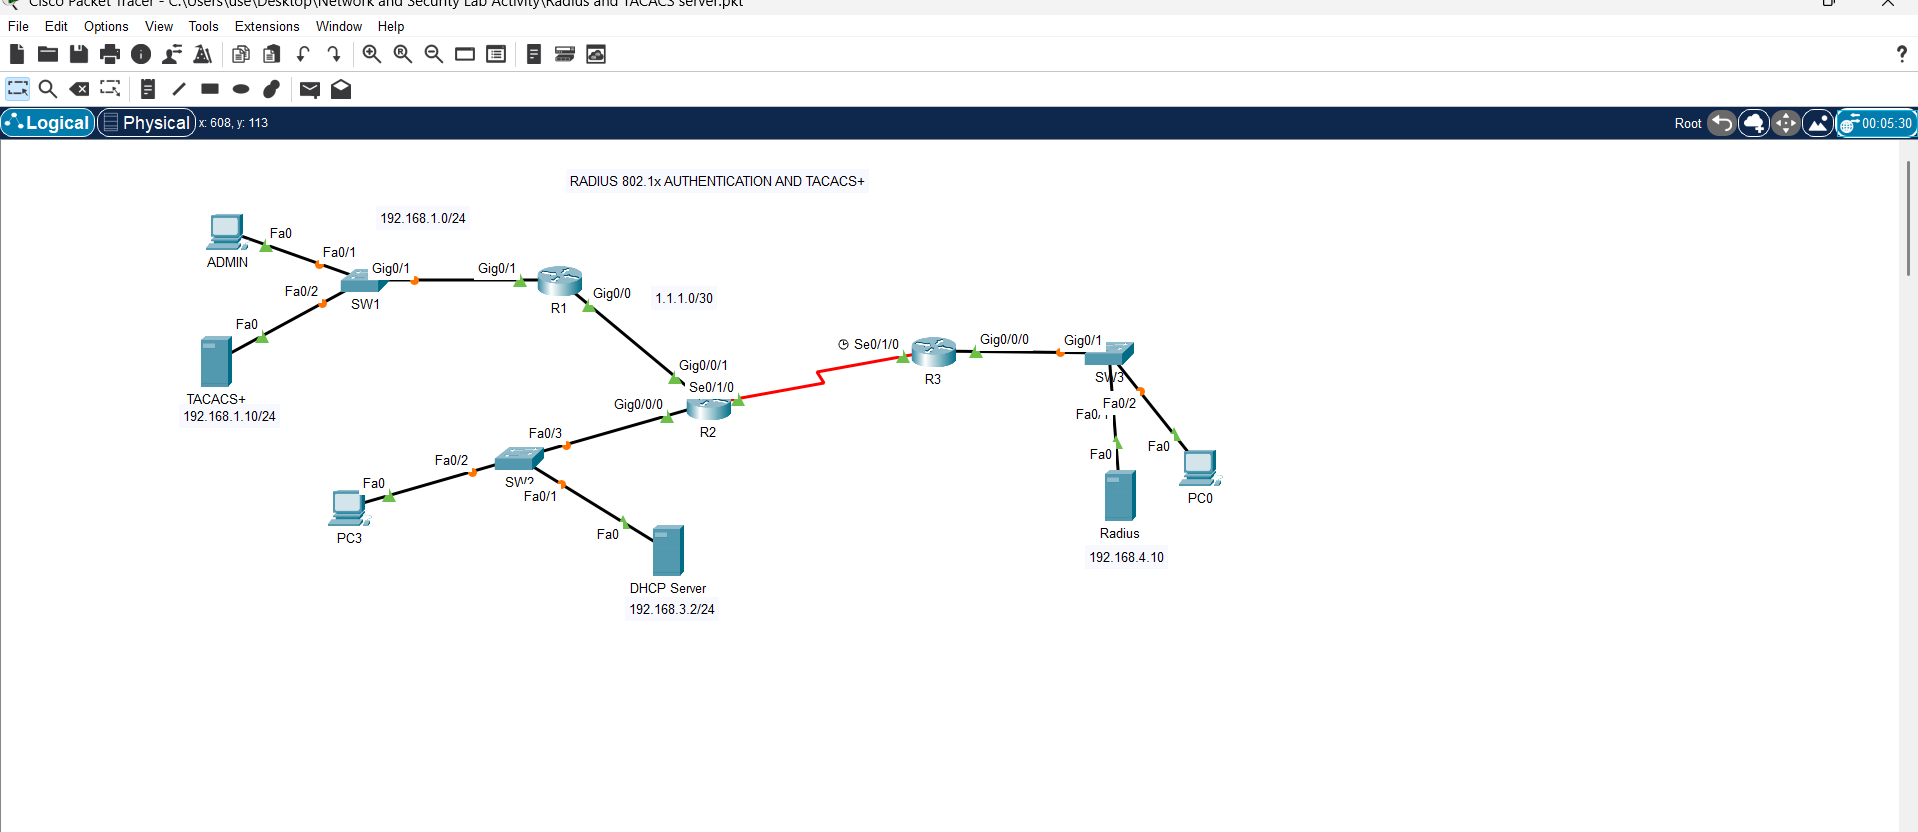 Cisco Packet Tracer - C:\Users\use\Desktop\Network and Security Lab Activity\Radius and TACACS server.pkt
File Edit Options View Tools Extensions Window Help
Logical Physical x: 608, y: 113 Root 00:05:30
RADIUS 802.1x AUTHENTICATION AND TACACS+
192.168.1.0/24
Fa0
Fa0/1
ADMIN
Gig0/1
Gig0/1
Fa0/2
SW1
Gig0/0
R1
1.1.1.0/30
Fa0
TACACS+
192.168.1.10/24
Se0/1/0
Gig0/0/0
Gig0/1
R3
SW3
Gig0/0/1
Se0/1/0
Gig0/0/0
R2
Fa0/2
Fa0/3
Fa0/2
SW2
Fa0/1
Fa0
PC3
Fa0
DHCP Server
192.168.3.2/24
Fa0
Fa0
PC0
Radius
192.168.4.10